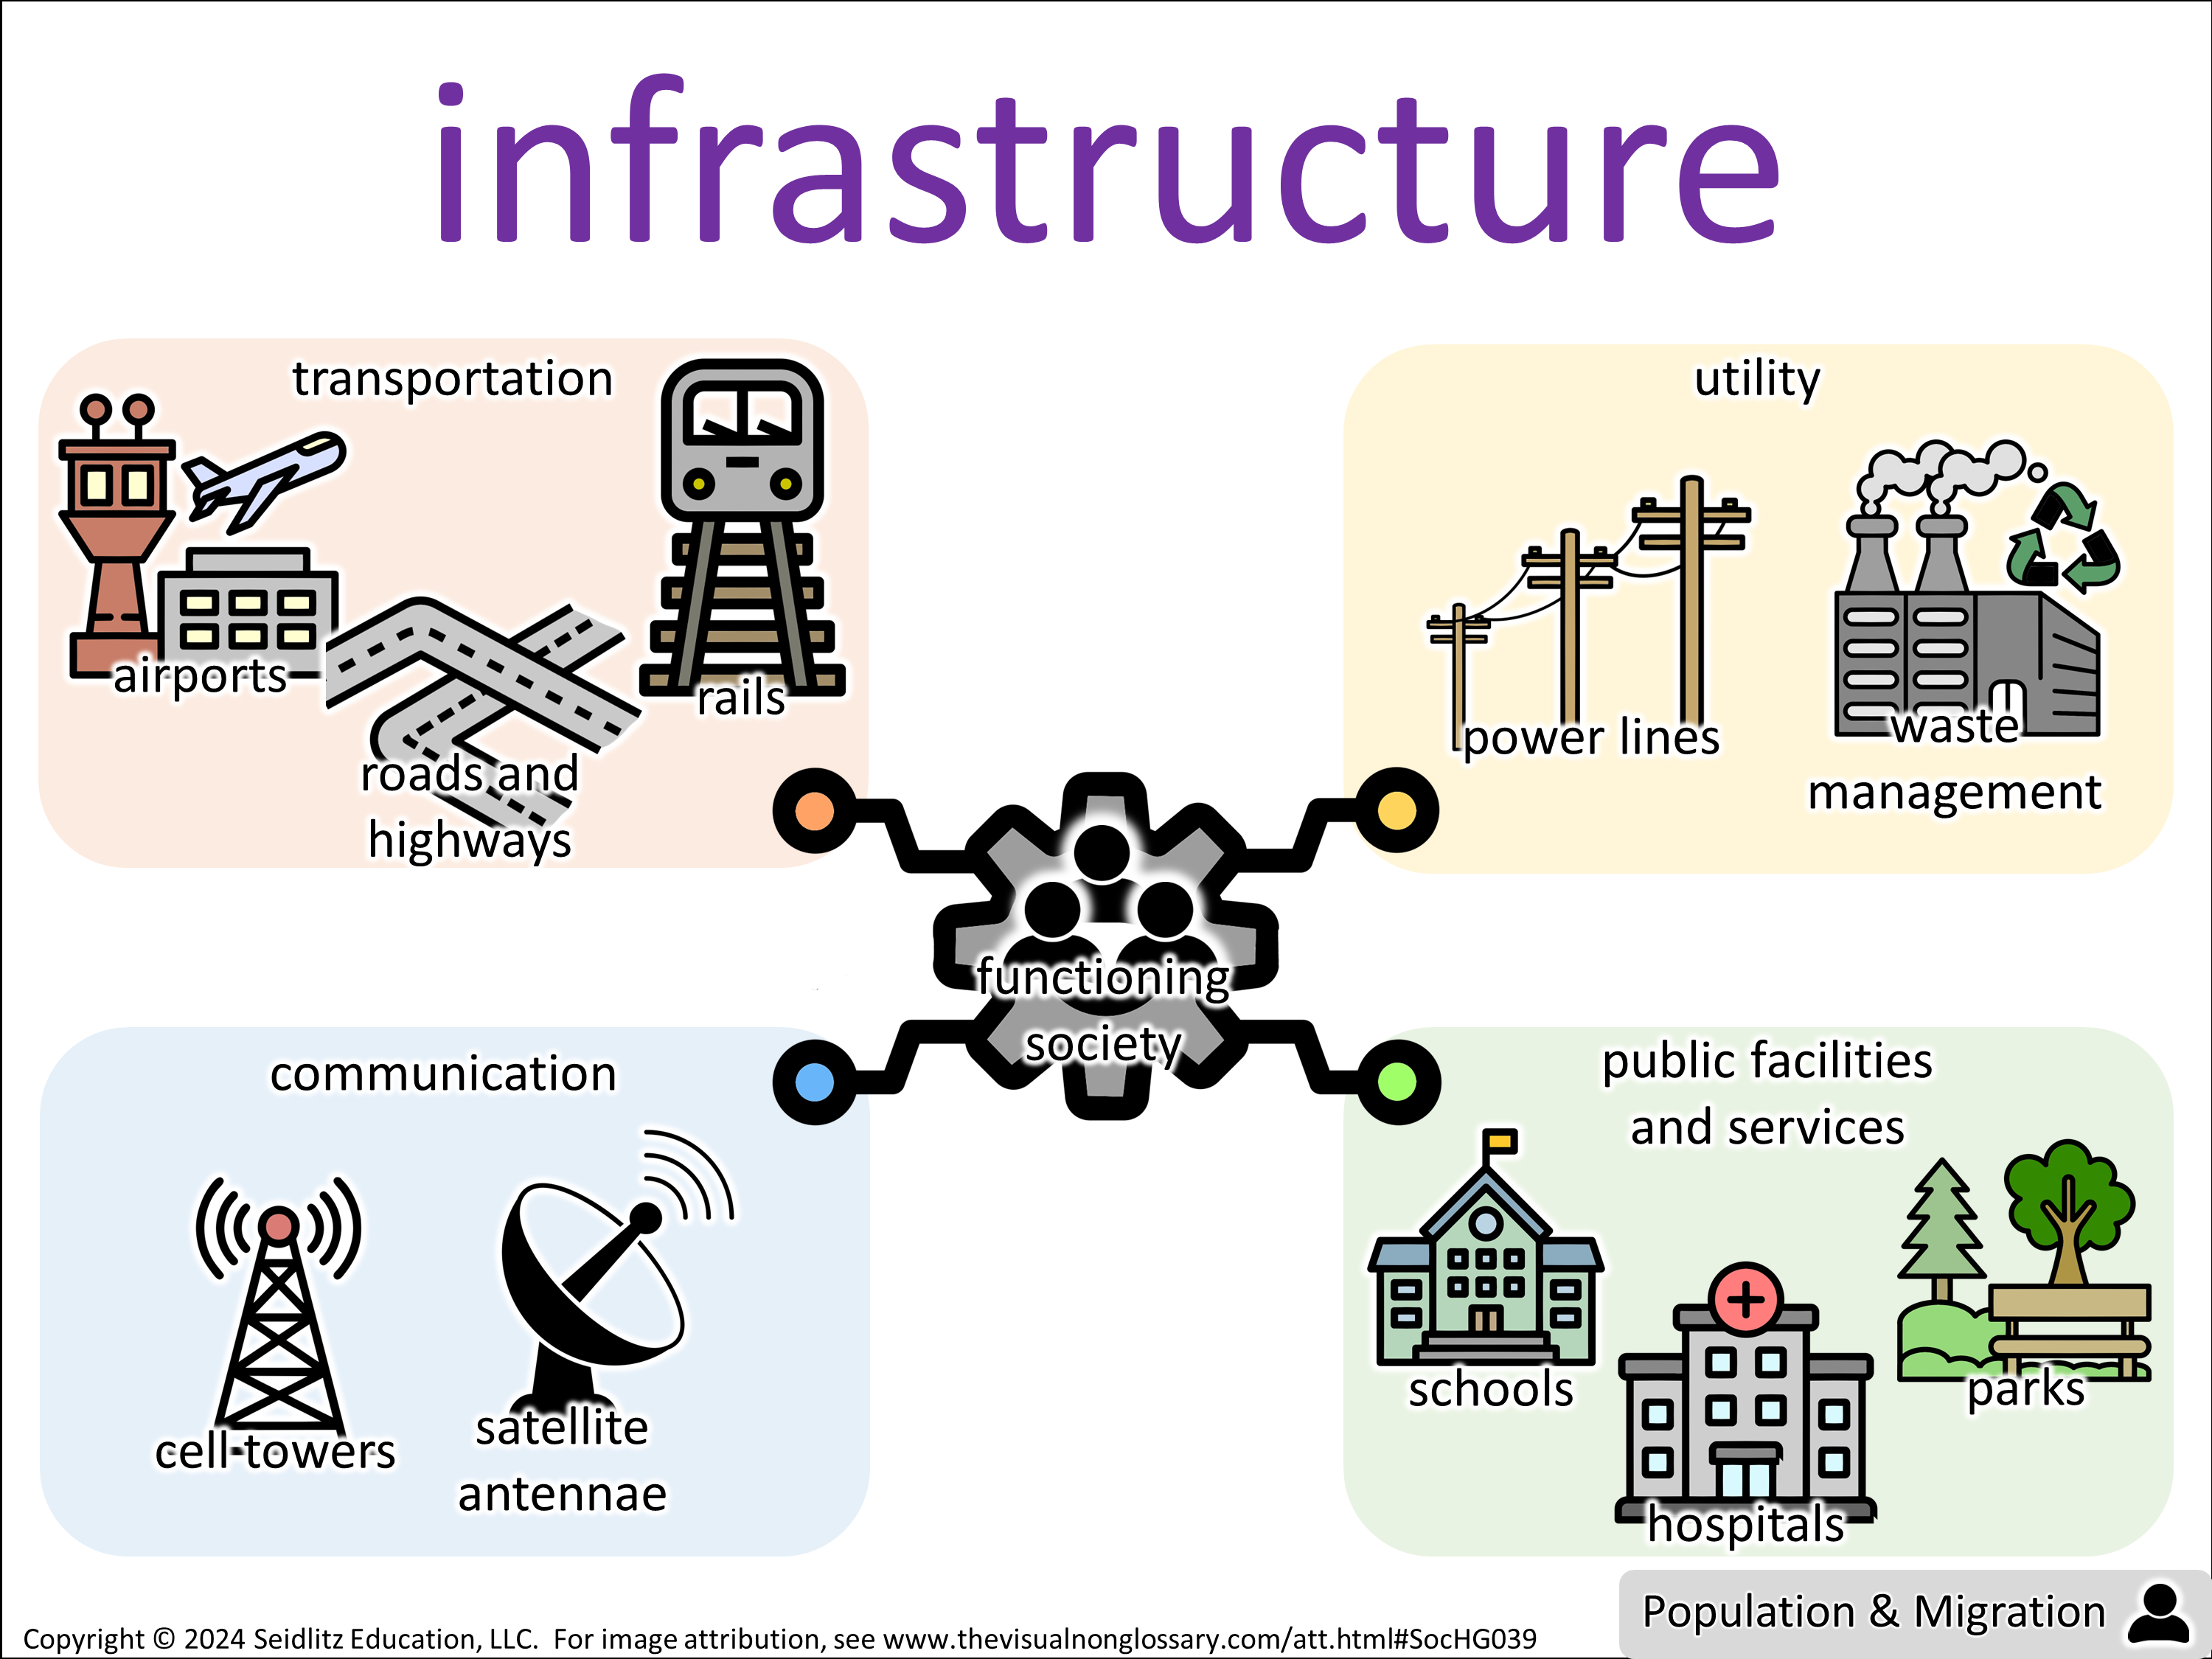 infrastructure
transportation
airports
roads and
highways
rails
utility
power lines
waste
management
functioning
society
communication
cell towers
satellite
antennae
public facilities
and services
schools
hospitals
parks
Population & Migration
Copyright © 2024 Seidlitz Education, LLC.  For image attribution, see www.thevisualnonglossary.com/att.html#SocHG039